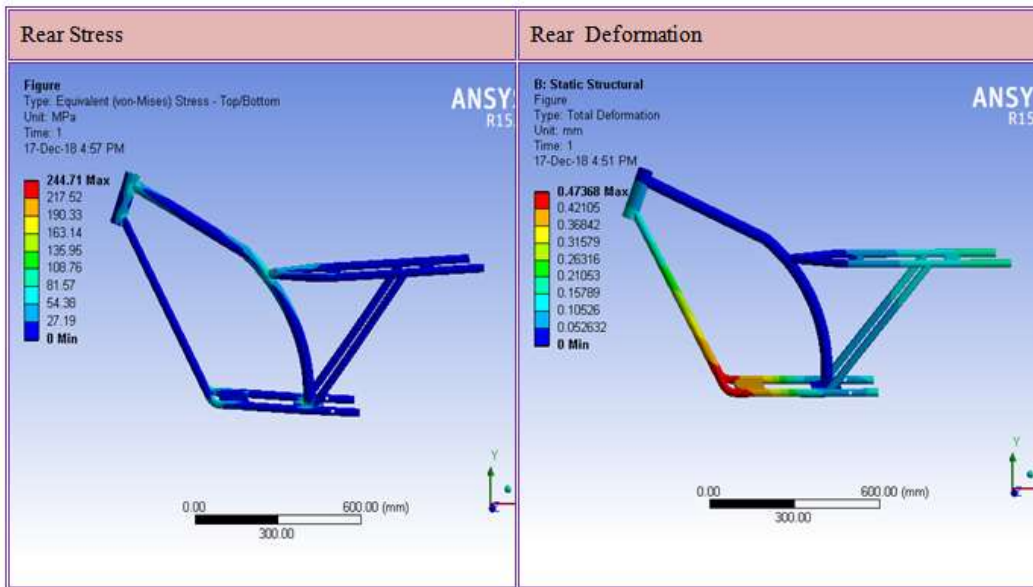 Rear Stress
Rear Deformation
Figure
Type: Equivalent (von-Mises) Stress - Top/Bottom
Unit: MPa
Time: 1
17-Dec-18 4:57 PM
ANSY
R15.
244.71 Max
217.52
190.33
163.14
135.95
108.76
81.57
54.38
27.19
0 Min
Y
0.00
600.00 (mm)
300.00
B: Static Structural
Figure
Type: Total Deformation
Unit: mm
Time: 1
17-Dec-18 4:51 PM
ANSY
R15.
0.47368 Max
0.42105
0.36842
0.31579
0.26316
0.21053
0.15789
0.10526
0.052632
0 Min
Y
0.00
600.00 (mm)
300.00